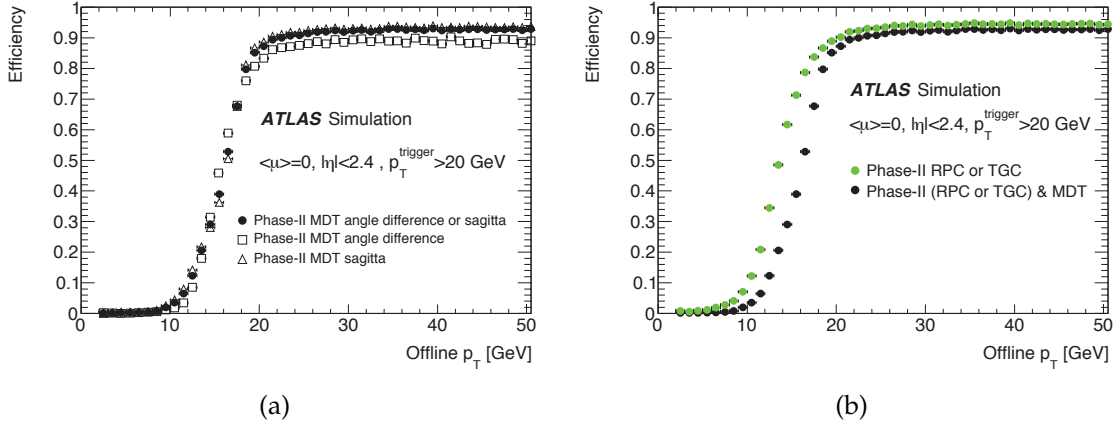 Efficiency
1
0.9
0.8
0.7
0.6
0.5
0.4
0.3
0.2
0.1
0
ATLAS Simulation
<μ>=0, |η|<2.4 , p_T^trigger>20 GeV
Phase-II MDT angle difference or sagitta
Phase-II MDT angle difference
Phase-II MDT sagitta
0 10 20 30 40 50
Offline p_T [GeV]
(a)
Efficiency
1
0.9
0.8
0.7
0.6
0.5
0.4
0.3
0.2
0.1
0
ATLAS Simulation
<μ>=0, |η|<2.4, p_T^trigger>20 GeV
Phase-II RPC or TGC
Phase-II (RPC or TGC) & MDT
0 10 20 30 40 50
Offline p_T [GeV]
(b)